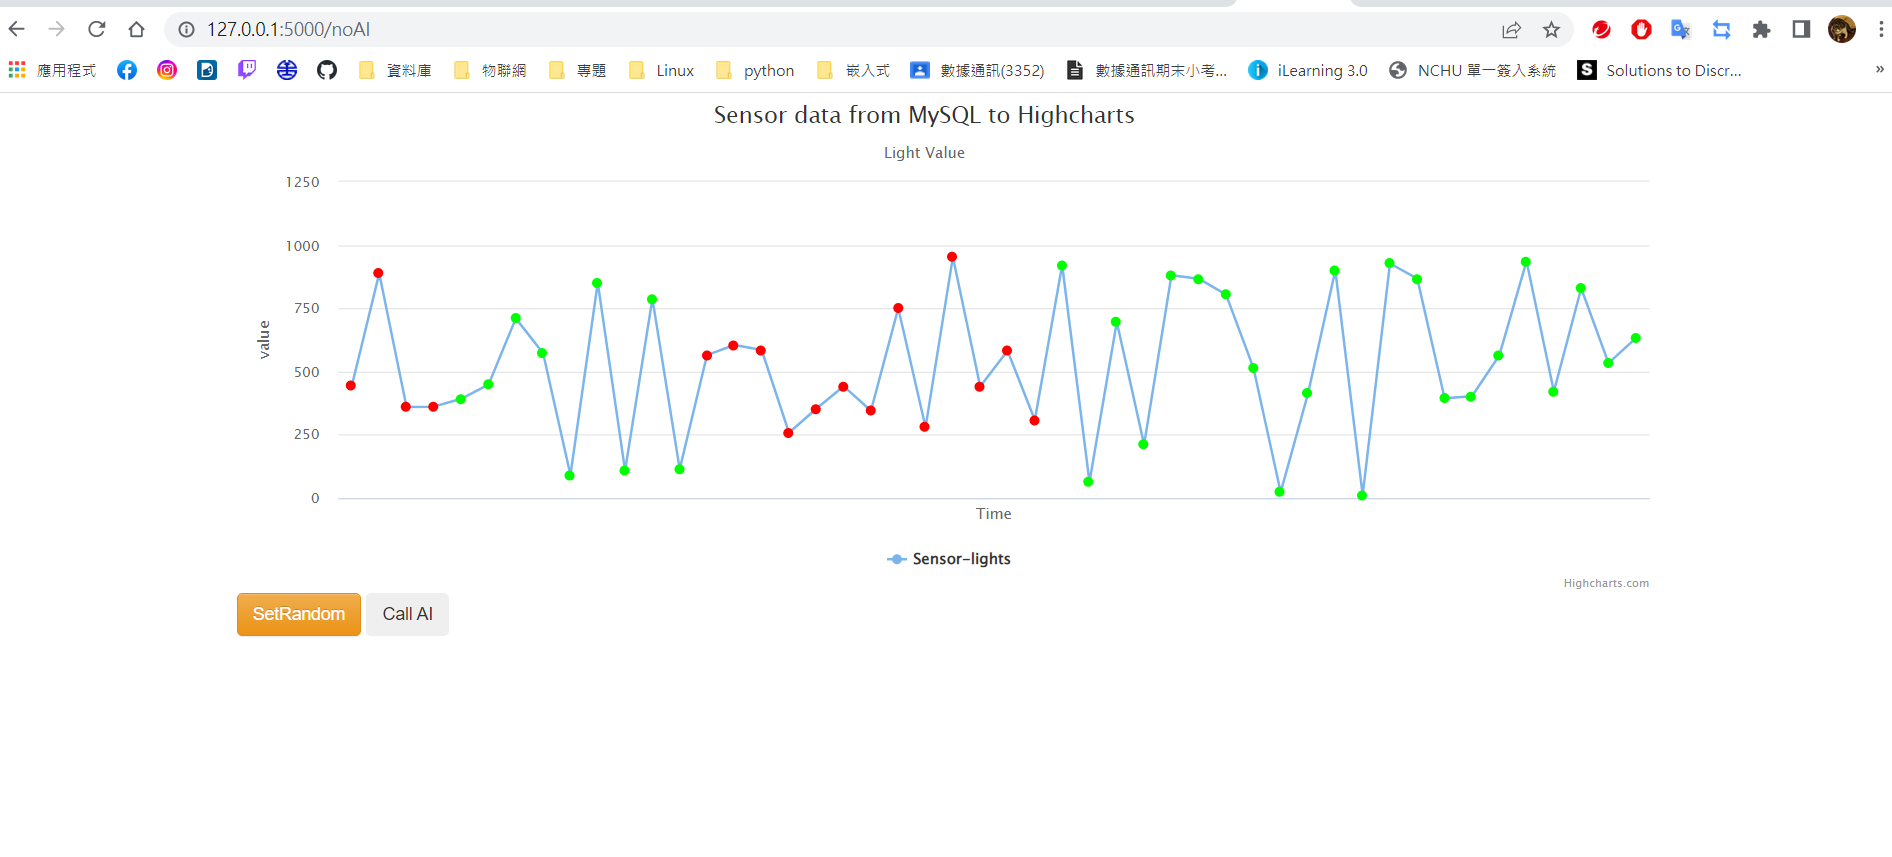 127.0.0.1:5000/noAI
應用程式 資料庫 物聯網 專題 Linux python 嵌入式 數據通訊(3352) 數據通訊期末小考... iLearning 3.0 NCHU 單一簽入系統 S Solutions to Discr... »
Sensor data from MySQL to Highcharts
Light Value
1250
1000
750
500
250
0
value
Time
Sensor-lights
Highcharts.com
SetRandom Call AI